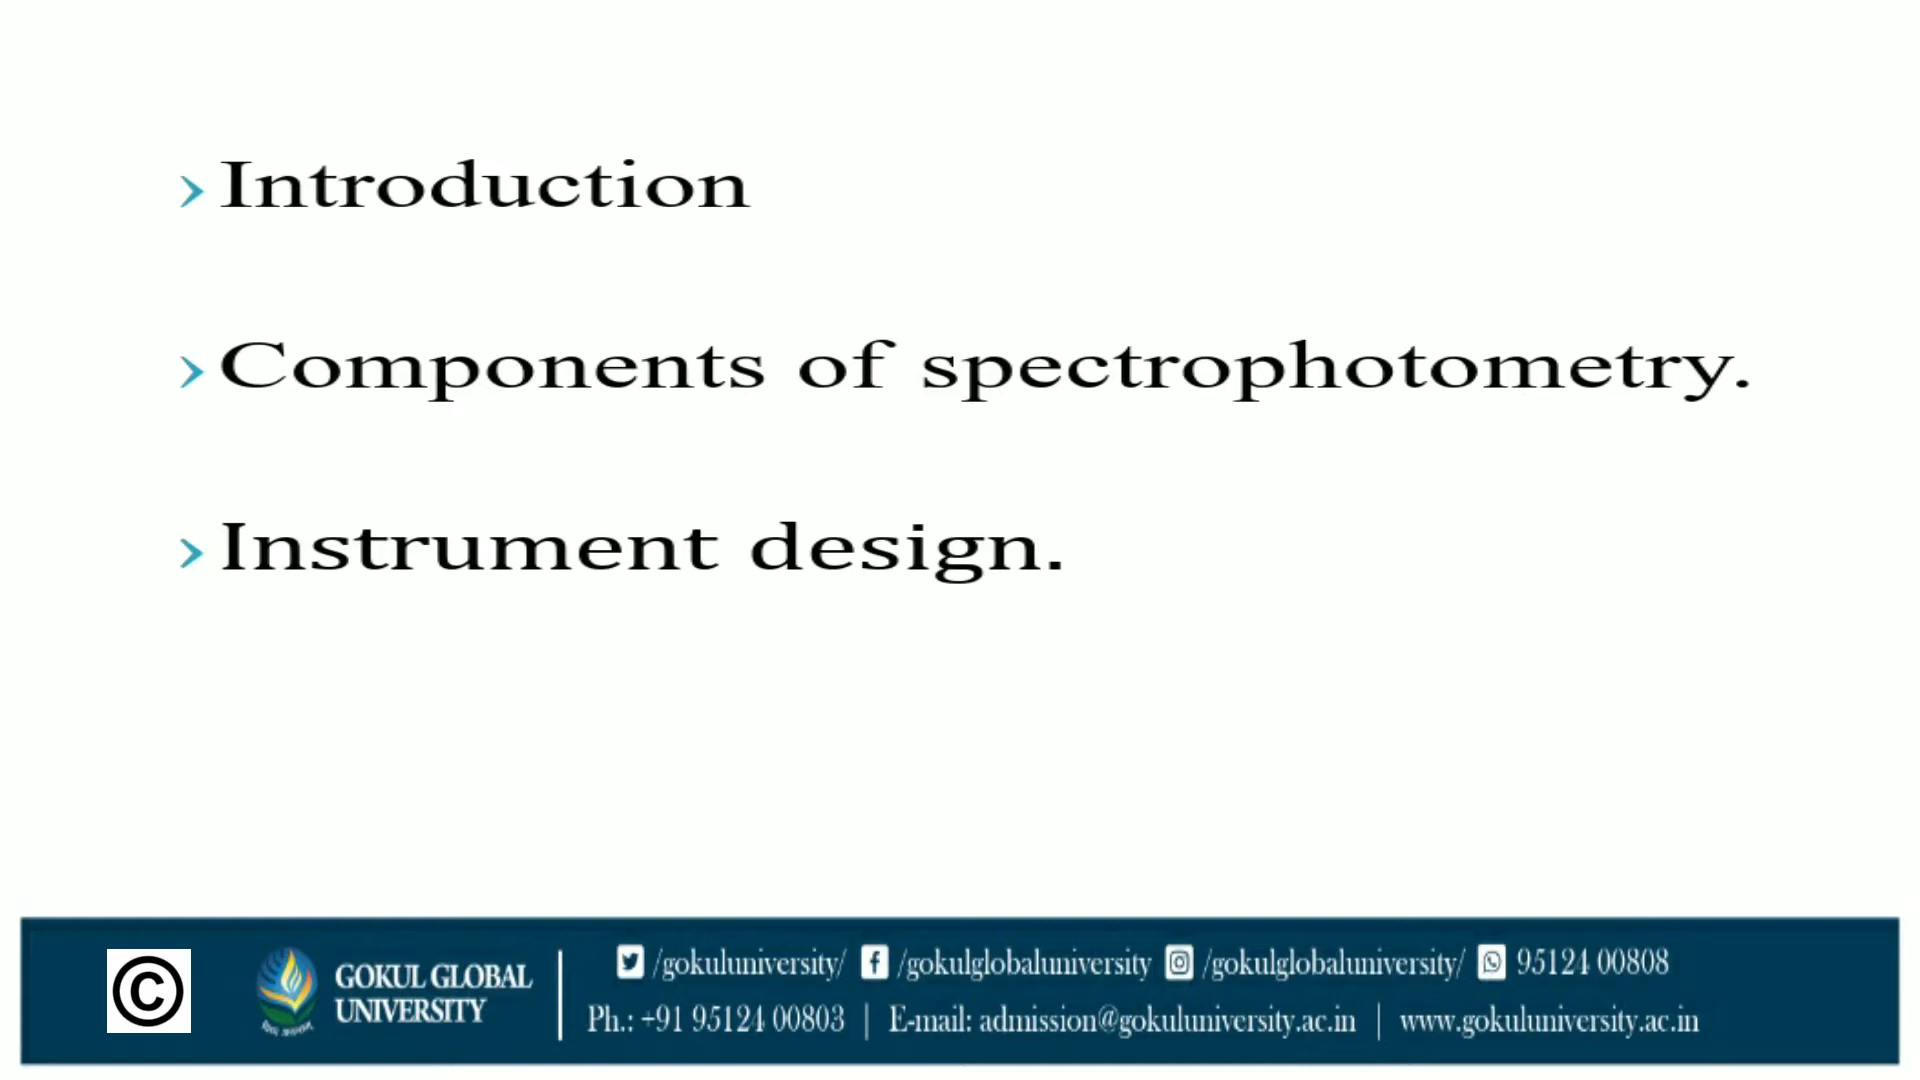 Introduction
Components of spectrophotometry.
Instrument design.
©
GOKUL GLOBAL
UNIVERSITY
/gokuluniversity/ /gokulglobaluniversity /gokulglobaluniversity/ 95124 00808
Ph.: +91 95124 00803 | E-mail: admission@gokuluniversity.ac.in | www.gokuluniversity.ac.in